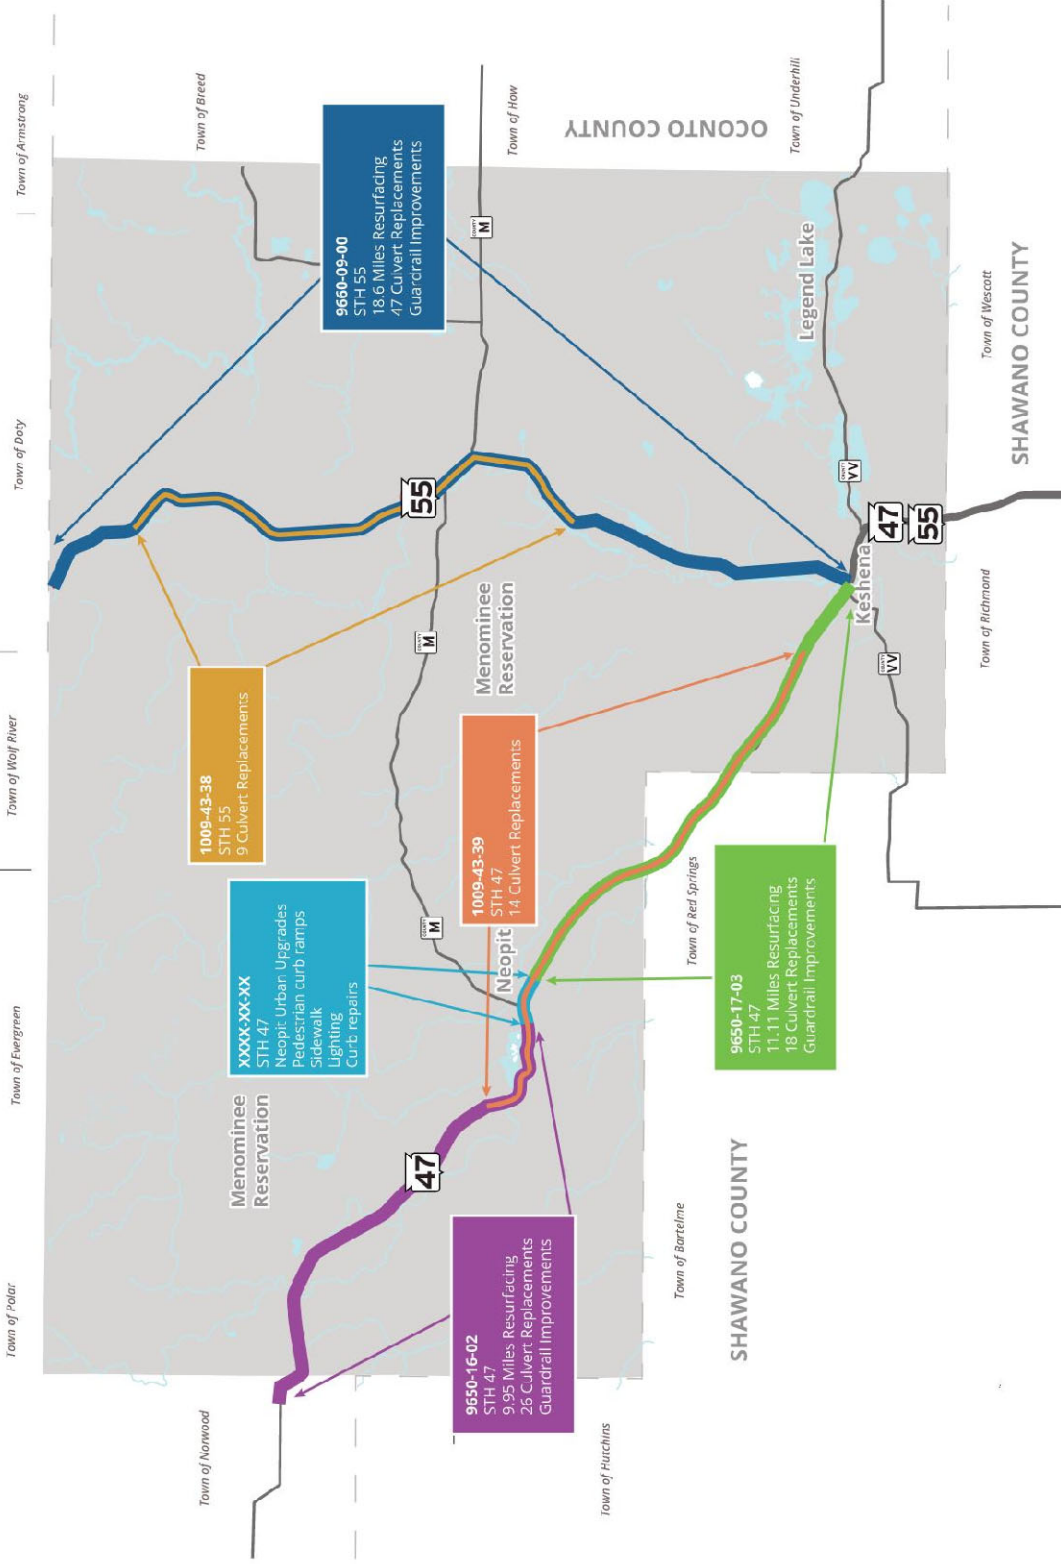 Town of Polar
Town of Evergreen
Town of Wolf River
Town of Doty
Town of Armstrong
Town of Norwood
Town of Breed
Menominee
Reservation
XXXX-XX-XX
STH 47
Neopit Urban Upgrades
Pedestrian curb ramps
Sidewalk
Lighting
Curb repairs
1009-43-38
STH 55
9 Culvert Replacements
9660-09-00
STH 55
18.6 Miles Resurfacing
47 Culvert Replacements
Guardrail Improvements
47
COUNTY
M
COUNTY
M
55
COUNTY
M
Town of How
9650-16-02
STH 47
9.95 Miles Resurfacing
26 Culvert Replacements
Guardrail Improvements
Neopit
1009-43-39
STH 47
14 Culvert Replacements
Menominee
Reservation
OCONTO COUNTY
Town of Hutchins
Town of Bartelme
Town of Red Springs
SHAWANO COUNTY
9650-17-03
STH 47
11.11 Miles Resurfacing
18 Culvert Replacements
Guardrail Improvements
Legend Lake
Town of Underhill
COUNTY
VV
Keshena
47
55
COUNTY
VV
Town of Richmond
Town of Wescott
SHAWANO COUNTY